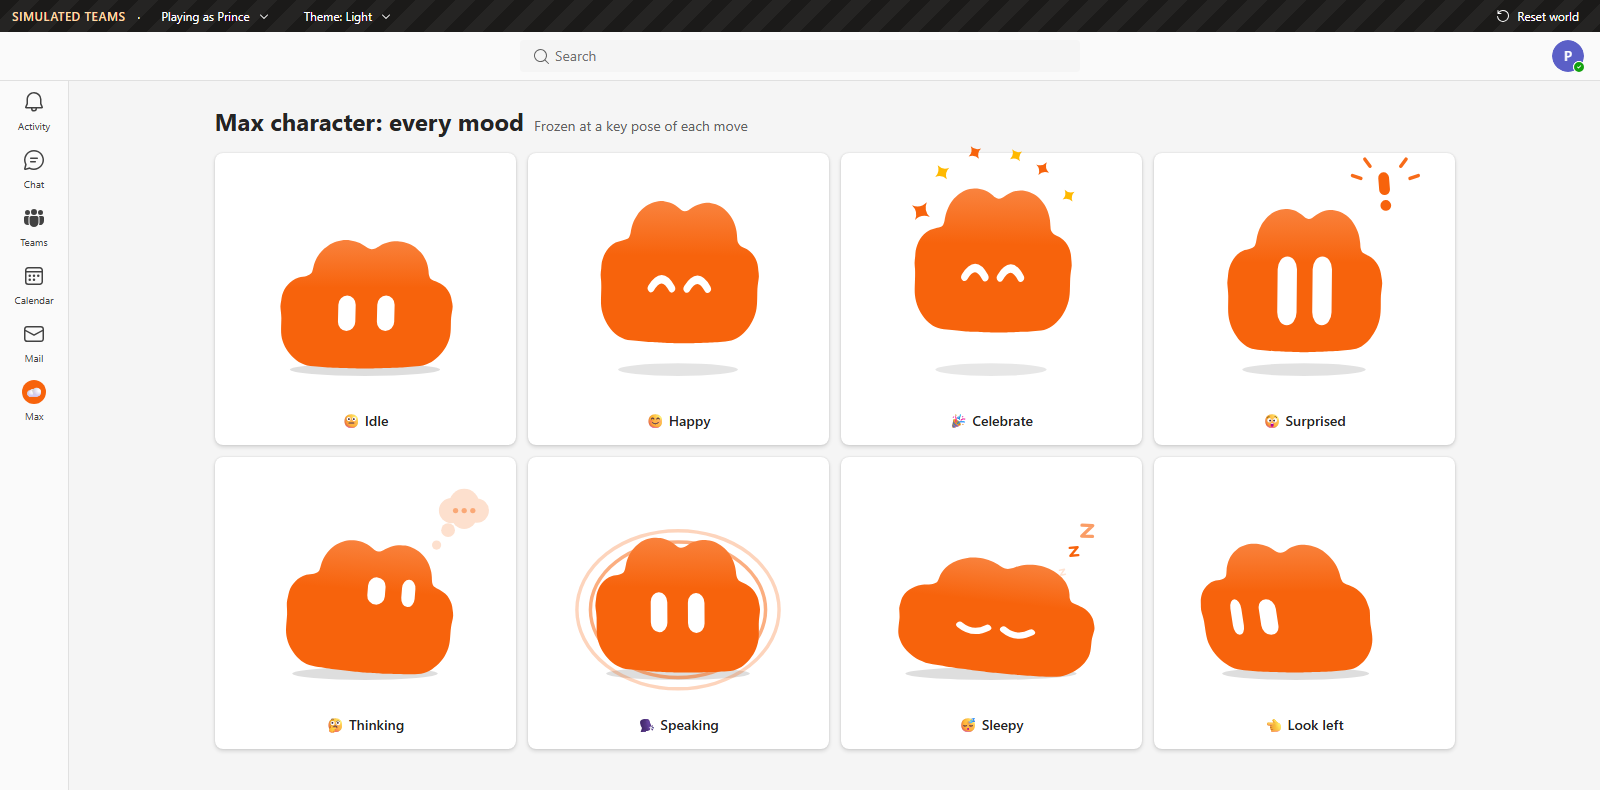 SIMULATED TEAMS · Playing as Prince Theme: Light Reset world
Search
P
Activity
Chat
Teams
Calendar
Mail
Max
Max character: every mood Frozen at a key pose of each move
Idle
Happy
Celebrate
Surprised
z
z
z
Thinking
Speaking
Sleepy
Look left